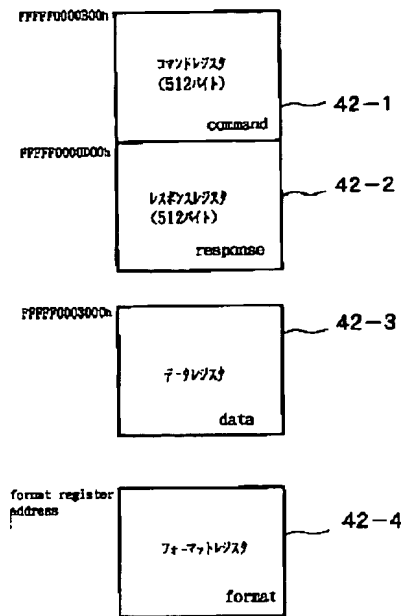 コマンドレジスタ
(512バイト)
command
42-1
FFFFF0000D00h
レスポンスレジスタ
(512バイト)
response
42-2
FFFFF0003000h
データレジスタ
data
42-3
format register
address
フォーマットレジスタ
format
42-4